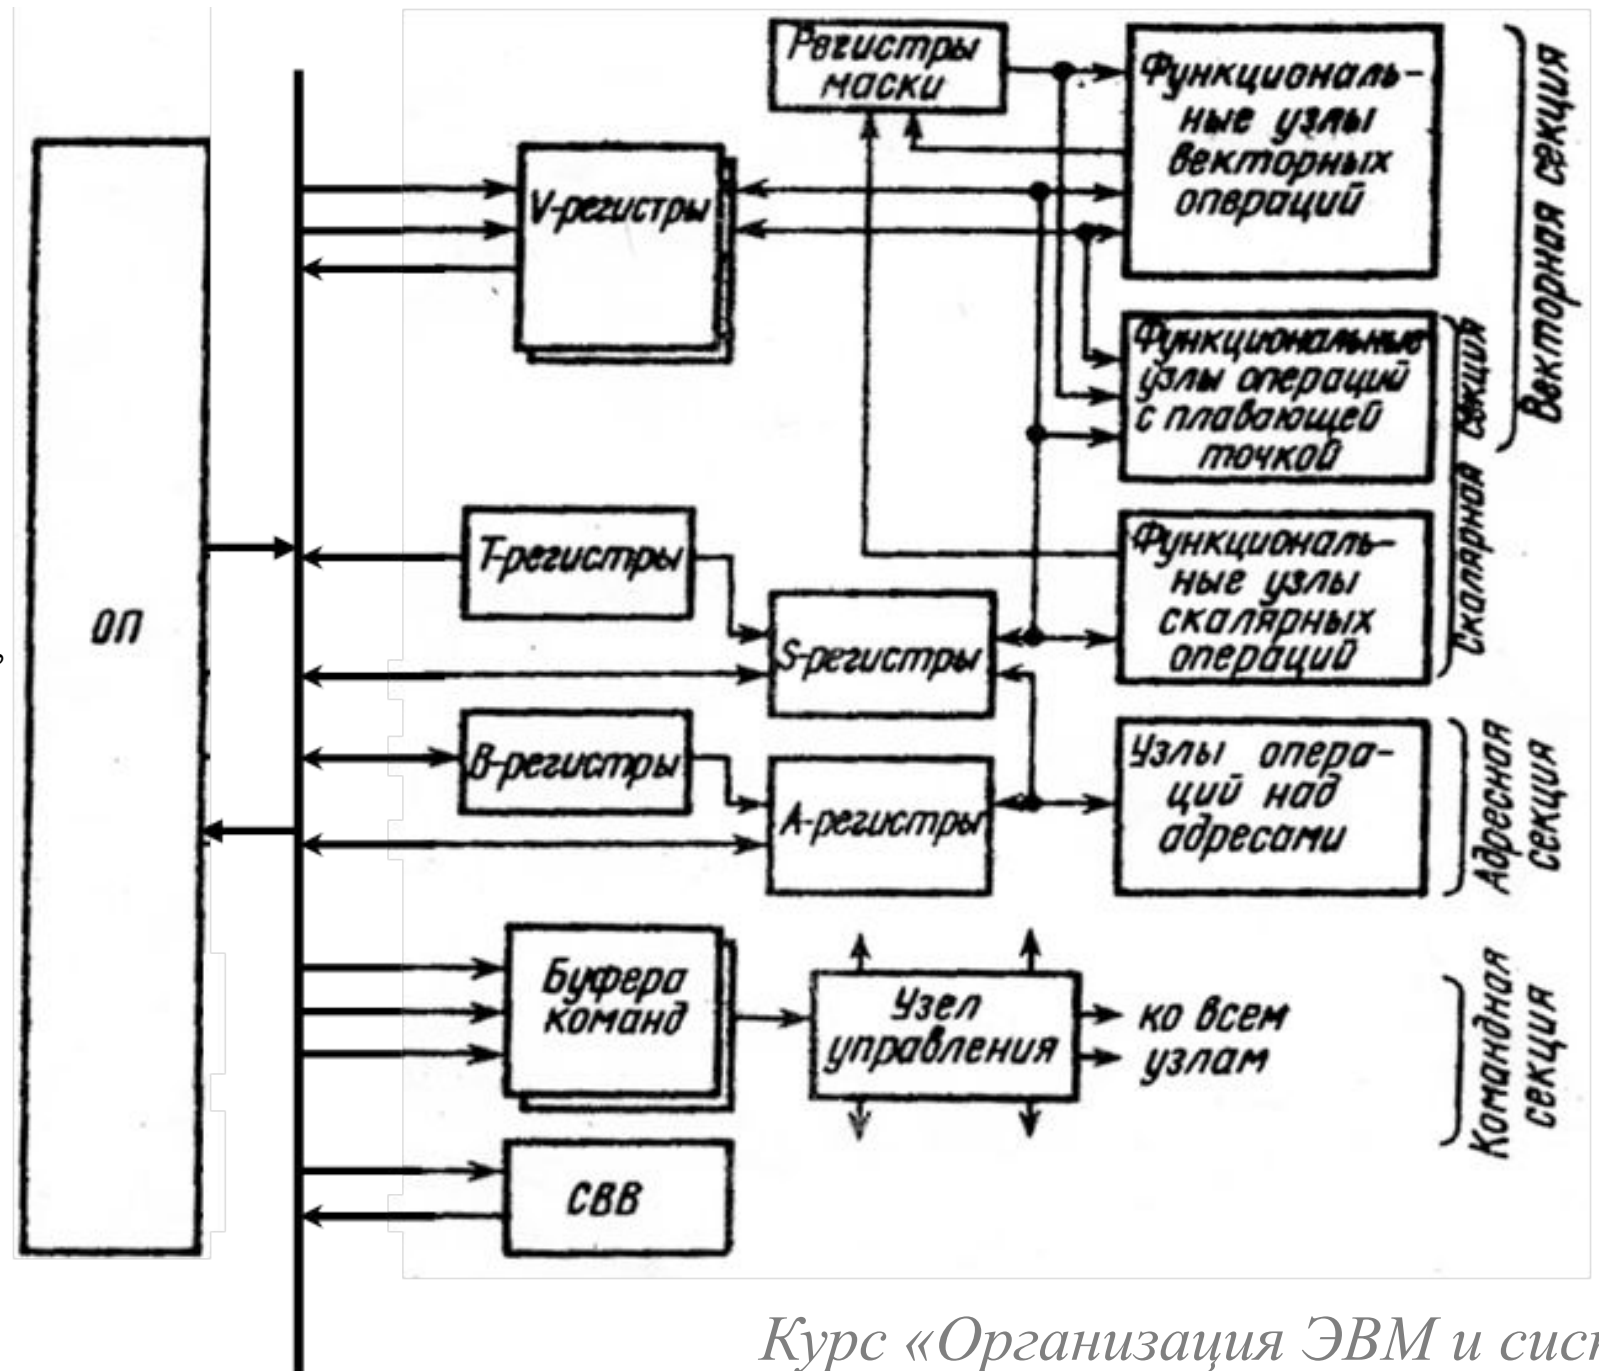 Регистры
маски
Функциональ-
ные узлы
векторных
операций
Векторная секция
V-регистры
Функциональные
узлы операций
с плавающей
точкой
Скалярная секция
Функциональ-
ные узлы
скалярных
операций
T-регистры
S-регистры
ОП
B-регистры
A-регистры
Узлы опера-
ций над
адресами
Адресная
секция
Буфера
команд
Узел
управления
ко всем
узлам
Командная
секция
СВВ
Курс «Организация ЭВМ и сис